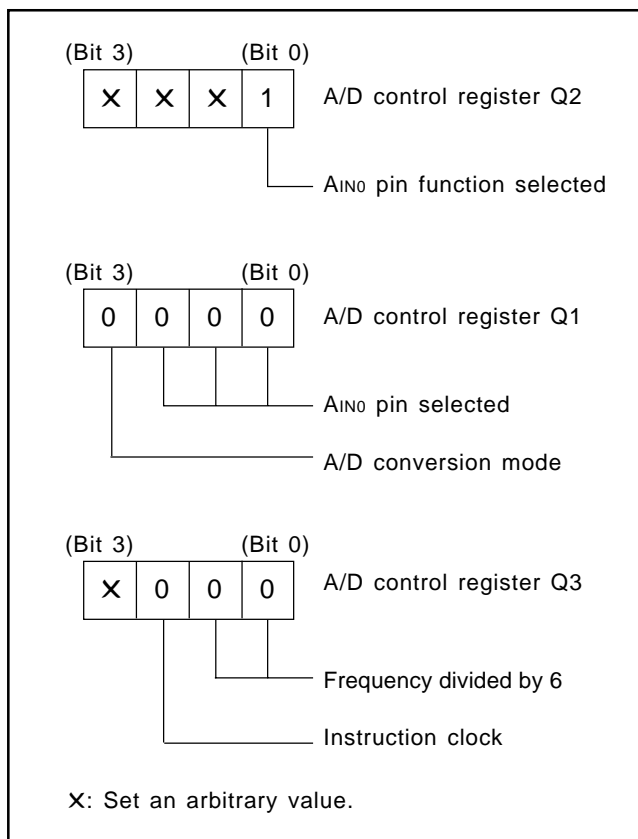 (Bit 3) (Bit 0)
✕ ✕ ✕ 1 A/D control register Q2
AIN0 pin function selected
(Bit 3) (Bit 0)
0 0 0 0 A/D control register Q1
AIN0 pin selected
A/D conversion mode
(Bit 3) (Bit 0)
✕ 0 0 0 A/D control register Q3
Frequency divided by 6
Instruction clock
✕: Set an arbitrary value.